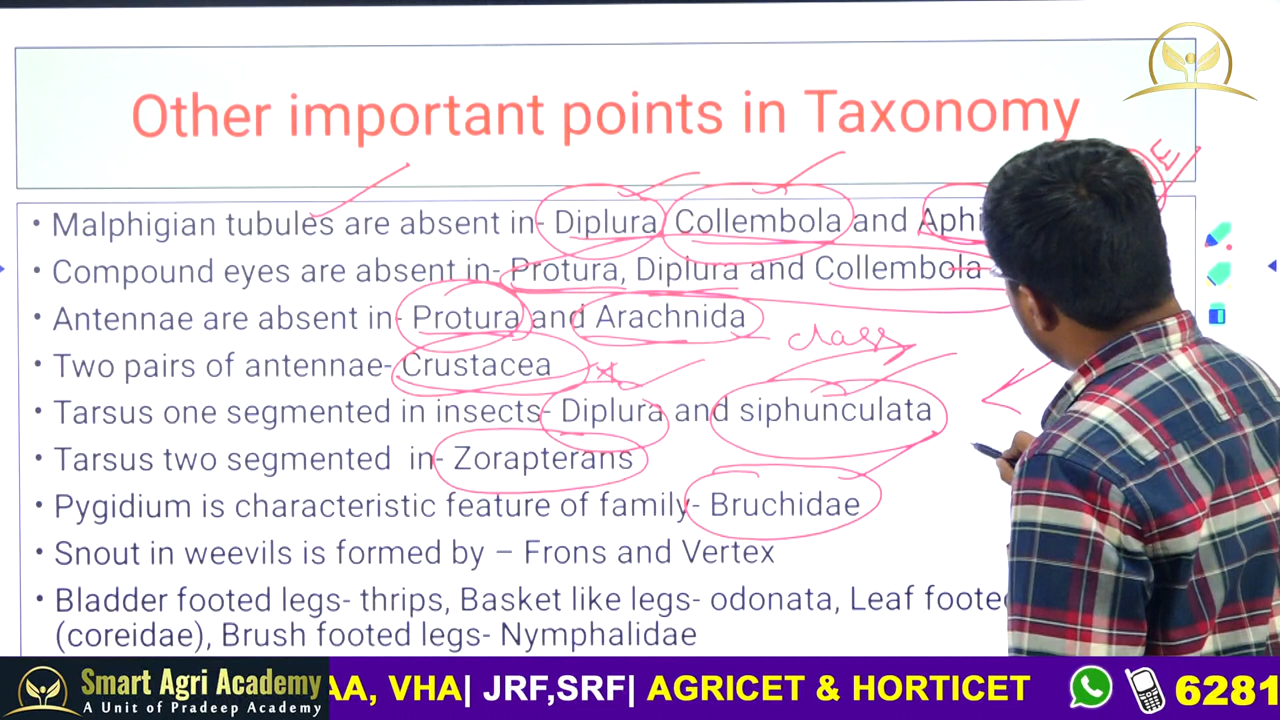 Other important points in Taxonomy
• Malphigian tubules are absent in- Diplura Collembola and Aphi
• Compound eyes are absent in- Protura, Diplura and Collembola
• Antennae are absent in- Protura and Arachnida
class
• Two pairs of antennae- Crustacea
• Tarsus one segmented in insects- Diplura and siphunculata
• Tarsus two segmented in- Zorapterans
• Pygidium is characteristic feature of family- Bruchidae
• Snout in weevils is formed by – Frons and Vertex
• Bladder footed legs- thrips, Basket like legs- odonata, Leaf footed
(coreidae), Brush footed legs- Nymphalidae
Smart Agri Academy
A Unit of Pradeep Academy
AA, VHA| JRF,SRF| AGRICET & HORTICET
6281